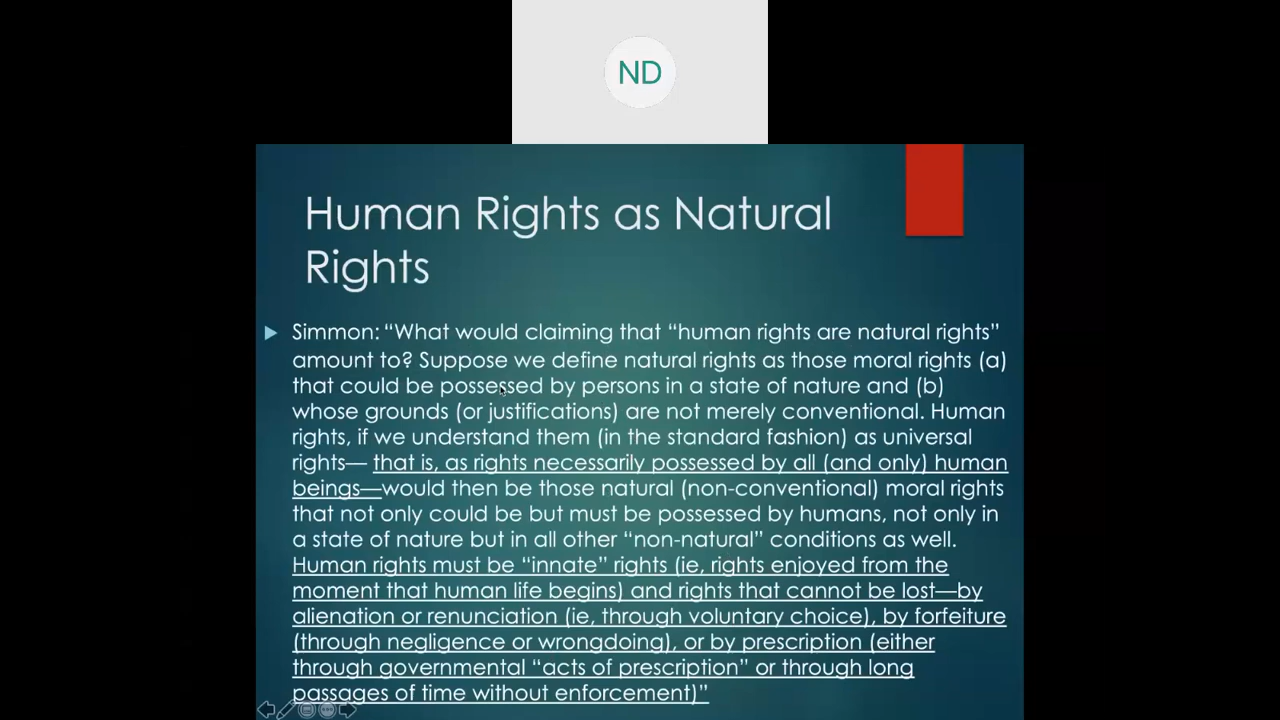 ND
Human Rights as Natural
Rights
Simmon: “What would claiming that “human rights are natural rights”
amount to? Suppose we define natural rights as those moral rights (a)
that could be possessed by persons in a state of nature and (b)
whose grounds (or justifications) are not merely conventional. Human
rights, if we understand them (in the standard fashion) as universal
rights— that is, as rights necessarily possessed by all (and only) human
beings—would then be those natural (non-conventional) moral rights
that not only could be but must be possessed by humans, not only in
a state of nature but in all other “non-natural” conditions as well.
Human rights must be “innate” rights (ie, rights enjoyed from the
moment that human life begins) and rights that cannot be lost—by
alienation or renunciation (ie, through voluntary choice), by forfeiture
(through negligence or wrongdoing), or by prescription (either
through governmental “acts of prescription” or through long
passages of time without enforcement)”